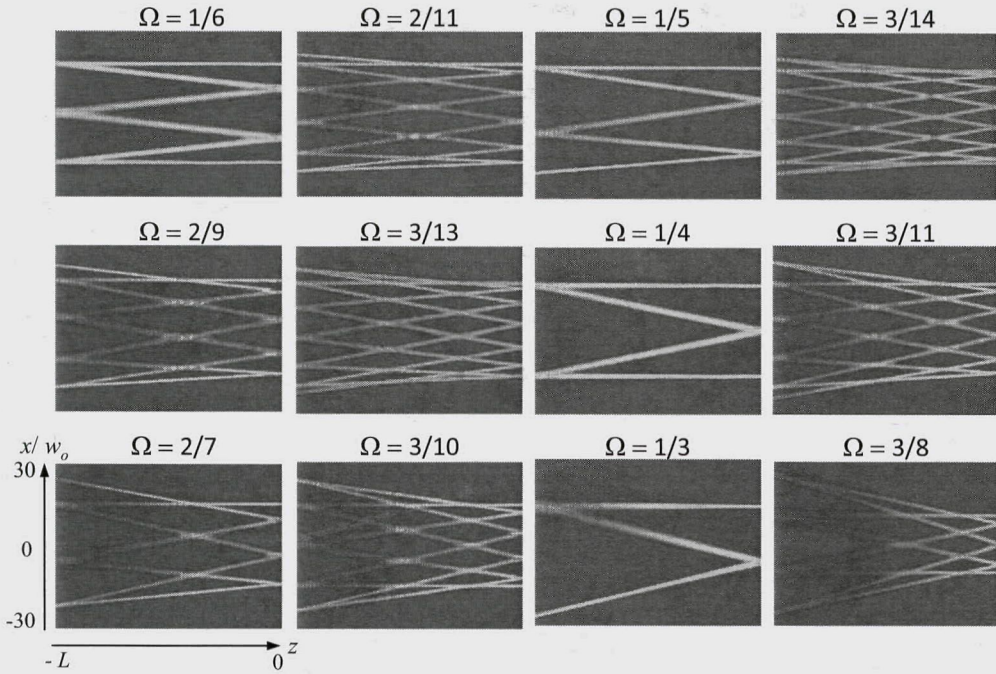 Ω = 1/6
Ω = 2/11
Ω = 1/5
Ω = 3/14
Ω = 2/9
Ω = 3/13
Ω = 1/4
Ω = 3/11
x/ w₀
Ω = 2/7
Ω = 3/10
Ω = 1/3
Ω = 3/8
30
0
-30
z
- L
0